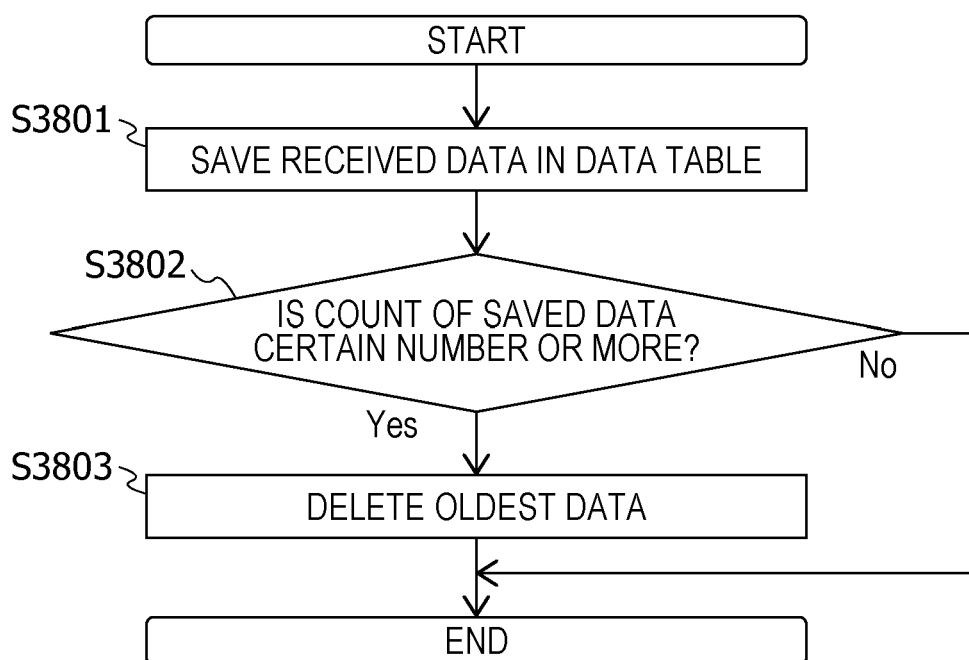 START
S3801
SAVE RECEIVED DATA IN DATA TABLE
S3802
IS COUNT OF SAVED DATA
CERTAIN NUMBER OR MORE?
No
Yes
S3803
DELETE OLDEST DATA
END